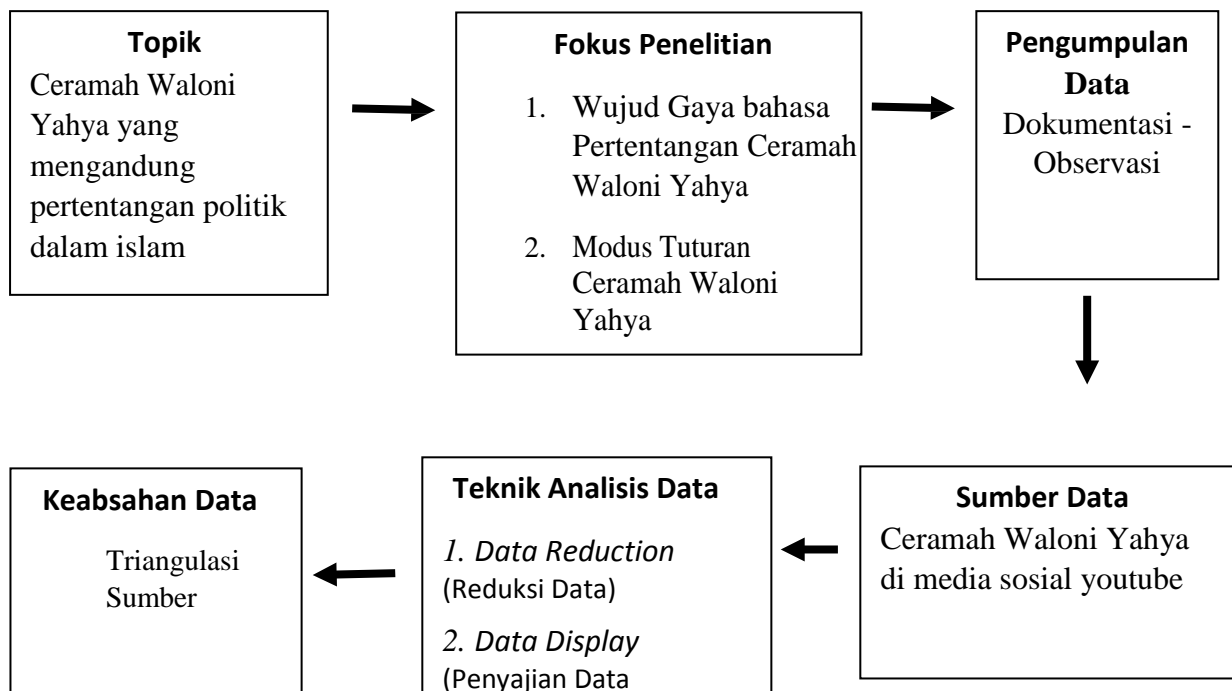 Topik
Ceramah Waloni
Yahya yang
mengandung
pertentangan politik
dalam islam
Fokus Penelitian
1. Wujud Gaya bahasa
Pertentangan Ceramah
Waloni Yahya
2. Modus Tuturan
Ceramah Waloni
Yahya
Pengumpulan
Data
Dokumentasi -
Observasi
Sumber Data
Ceramah Waloni Yahya
di media sosial youtube
Teknik Analisis Data
1. Data Reduction
(Reduksi Data)
2. Data Display
(Penyajian Data
Keabsahan Data
Triangulasi
Sumber